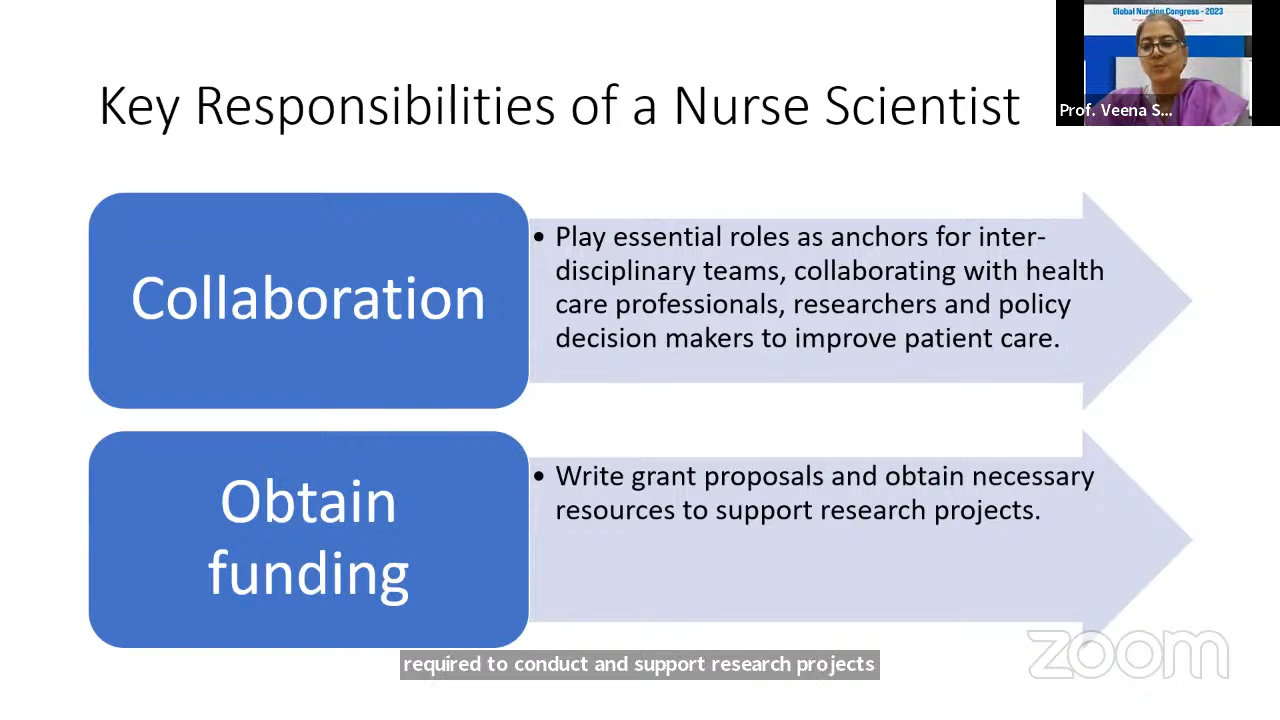 Global Nursing Congress - 2023
Key Responsibilities of a Nurse Scientist
Prof. Veena S...
Collaboration
• Play essential roles as anchors for inter-
disciplinary teams, collaborating with health
care professionals, researchers and policy
decision makers to improve patient care.
Obtain
funding
• Write grant proposals and obtain necessary
resources to support research projects.
zoom
required to conduct and support research projects